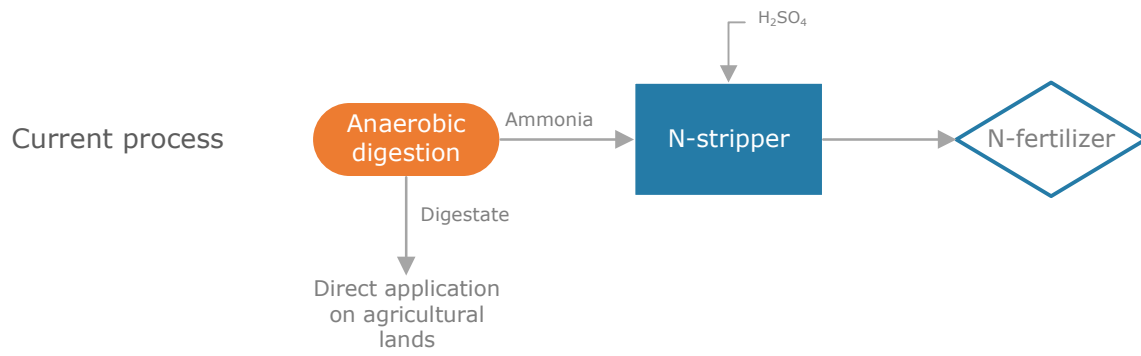 H₂SO₄
Current process
Anaerobic
digestion
Ammonia
N-stripper
N-fertilizer
Digestate
Direct application
on agricultural
lands